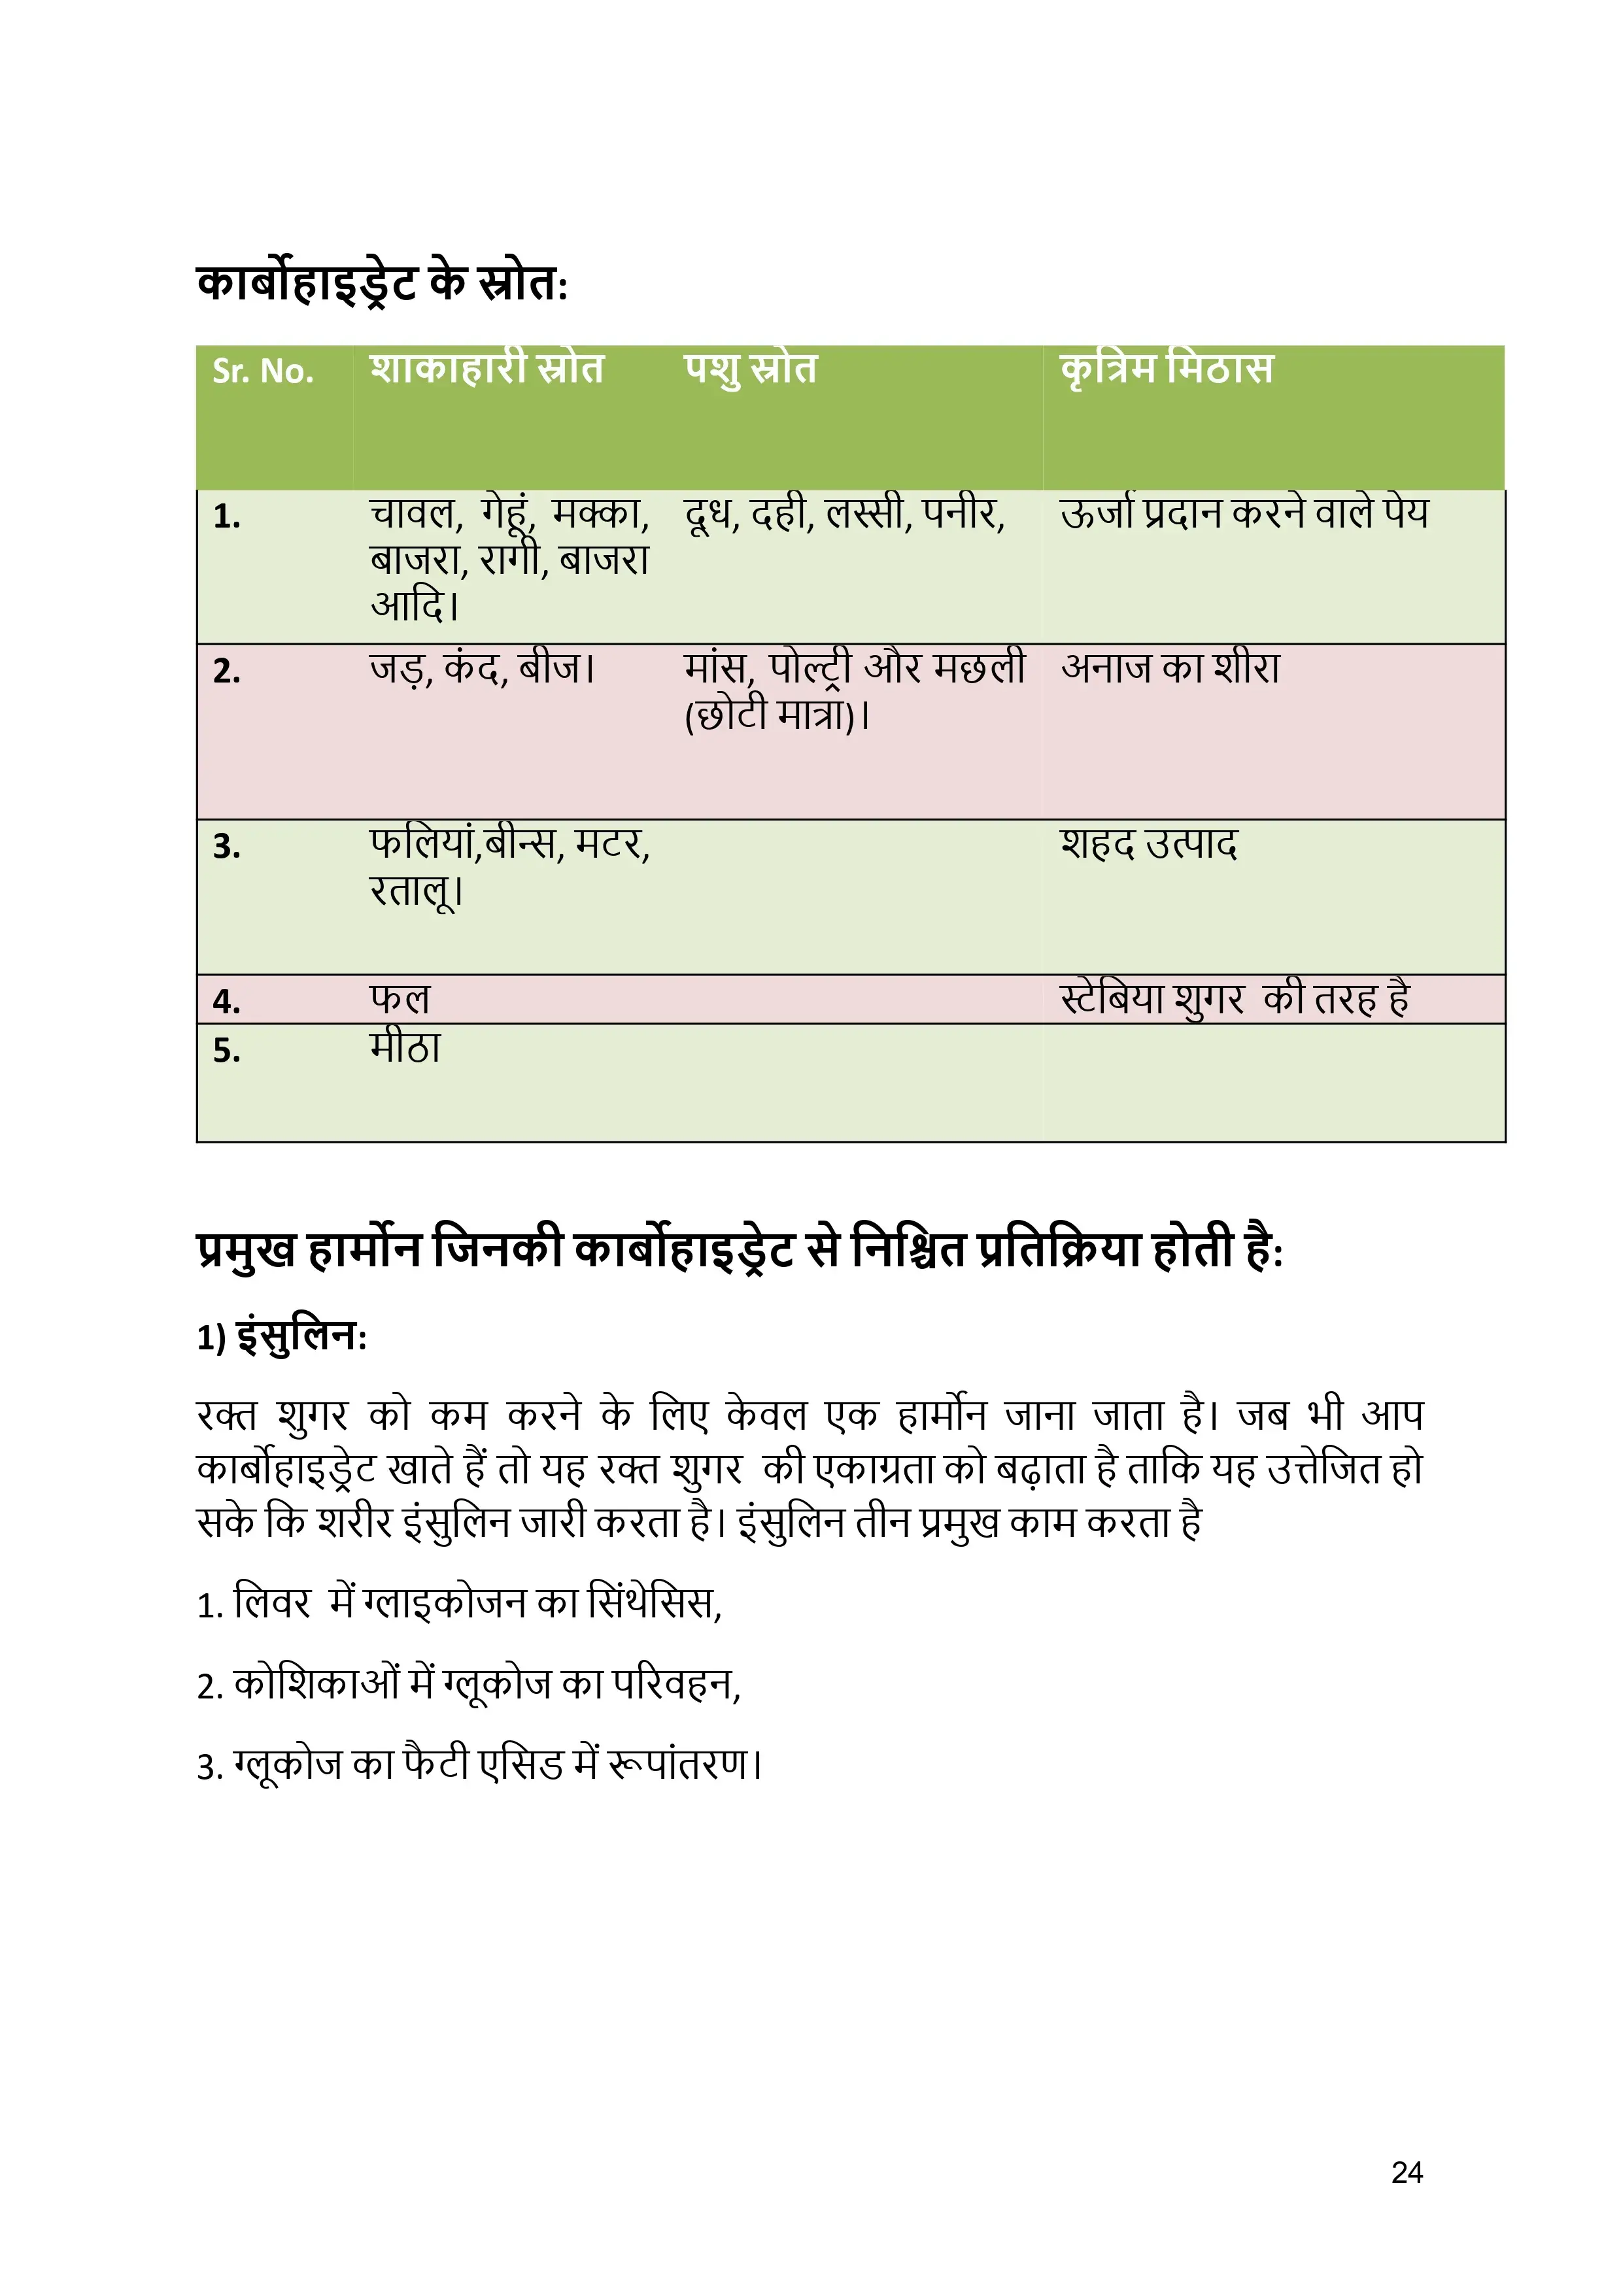 कार्बोहाइड्रेट के स्रोत:
Sr. No. शाकाहारी स्रोत पशु स्रोत कृत्रिम मिठास
1. चावल, गेहूं, मक्का, दूध, दही, लस्सी, पनीर, ऊर्जा प्रदान करने वाले पेय
बाजरा, रागी, बाजरा
आदि।
2. जड़, कंद, बीज। मांस, पोल्ट्री और मछली अनाज का शीरा
(छोटी मात्रा)।
3. फलियां,बीन्स, मटर, शहद उत्पाद
रतालू।
4. फल स्टेबिया शुगर की तरह है
5. मीठा
प्रमुख हार्मोन जिनकी कार्बोहाइड्रेट से निश्चित प्रतिक्रिया होती है:
1) इंसुलिन:
रक्त शुगर को कम करने के लिए केवल एक हार्मोन जाना जाता है। जब भी आप
कार्बोहाइड्रेट खाते हैं तो यह रक्त शुगर की एकाग्रता को बढ़ाता है ताकि यह उत्तेजित हो
सके कि शरीर इंसुलिन जारी करता है। इंसुलिन तीन प्रमुख काम करता है
1. लिवर में ग्लाइकोजन का सिंथेसिस,
2. कोशिकाओं में ग्लूकोज का परिवहन,
3. ग्लूकोज का फैटी एसिड में रूपांतरण।
24